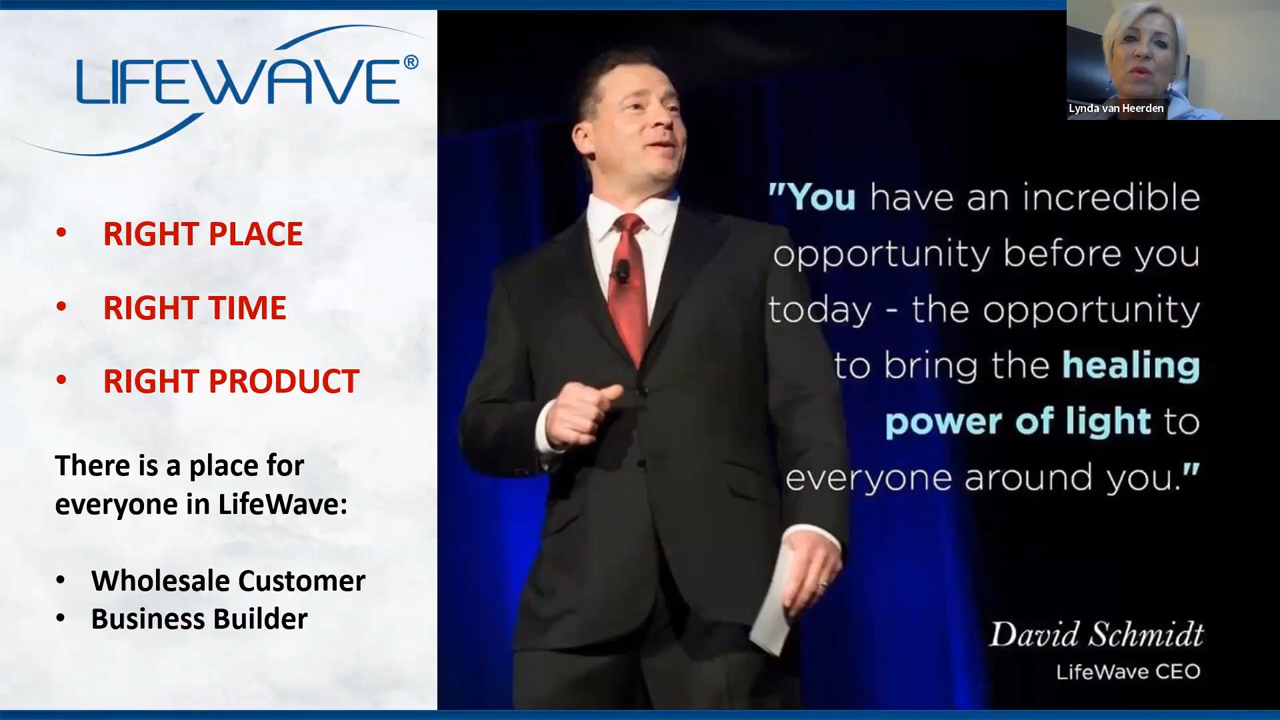 LIFEWAVE®
• RIGHT PLACE
• RIGHT TIME
• RIGHT PRODUCT
There is a place for
everyone in LifeWave:
• Wholesale Customer
• Business Builder
"You have an incredible
opportunity before you
today - the opportunity
to bring the healing
power of light to
everyone around you."
David Schmidt
LifeWave CEO
Lynda van Heerden